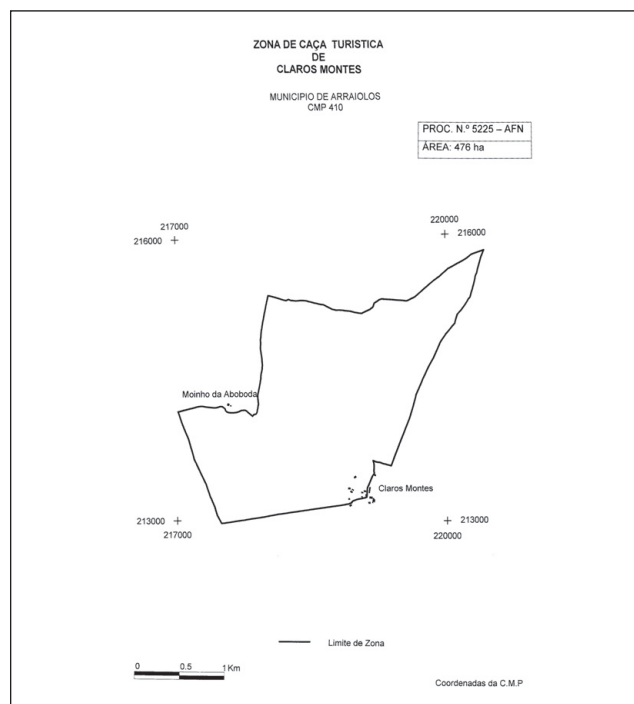 ZONA DE CAÇA TURISTICA
DE
CLAROS MONTES
MUNICIPIO DE ARRAIOLOS
CMP 410
PROC. N.º 5225 – AFN
ÁREA: 476 ha
217000
216000
220000
216000
Moinho da Aboboda
Claros Montes
213000
217000
213000
220000
Limite de Zona
0 0.5 1 Km
Coordenadas da C.M.P